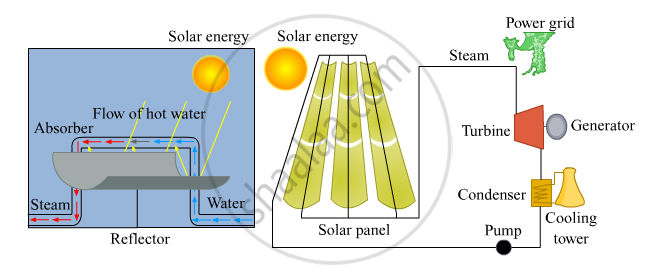 Solar energy
Flow of hot water
Absorber
Steam
Water
Reflector
Solar energy
Solar panel
Steam
Power grid
Turbine
Generator
Condenser
Cooling
tower
Pump
shaalaa.com